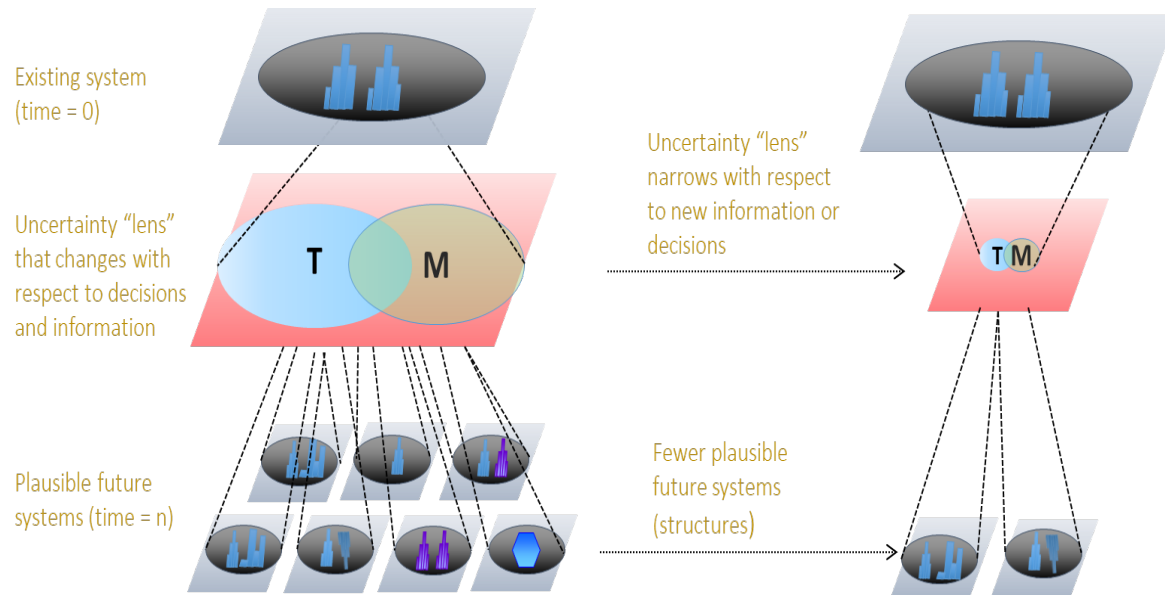 Existing system
(time = 0)
Uncertainty “lens”
that changes with
respect to decisions
and information
T
M
Uncertainty “lens”
narrows with respect
to new information or
decisions
T
M
Plausible future
systems (time = n)
Fewer plausible
future systems
(structures)